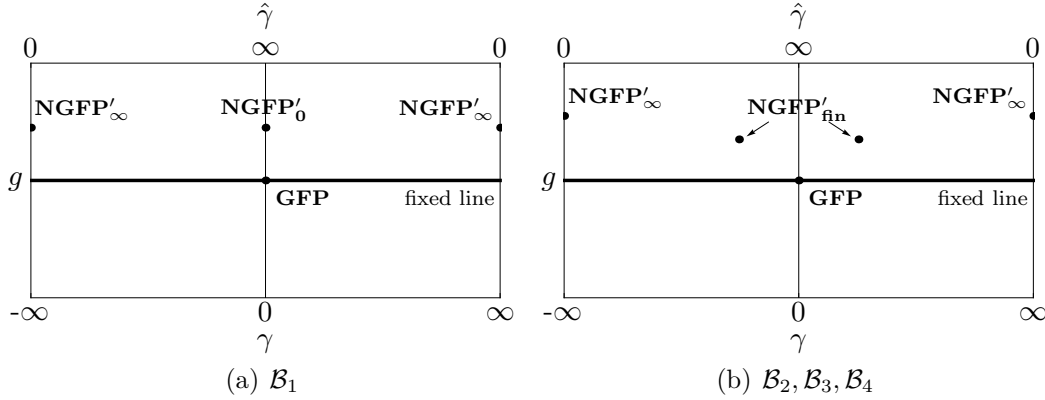 γ̂ γ̂
0 ∞ 0 0 ∞ 0
NGFP′∞ NGFP′0 NGFP′∞ NGFP′∞ NGFP′fin NGFP′∞
g g
GFP fixed line GFP fixed line
-∞ 0 ∞ -∞ 0 ∞
γ γ
(a) B1 (b) B2, B3, B4